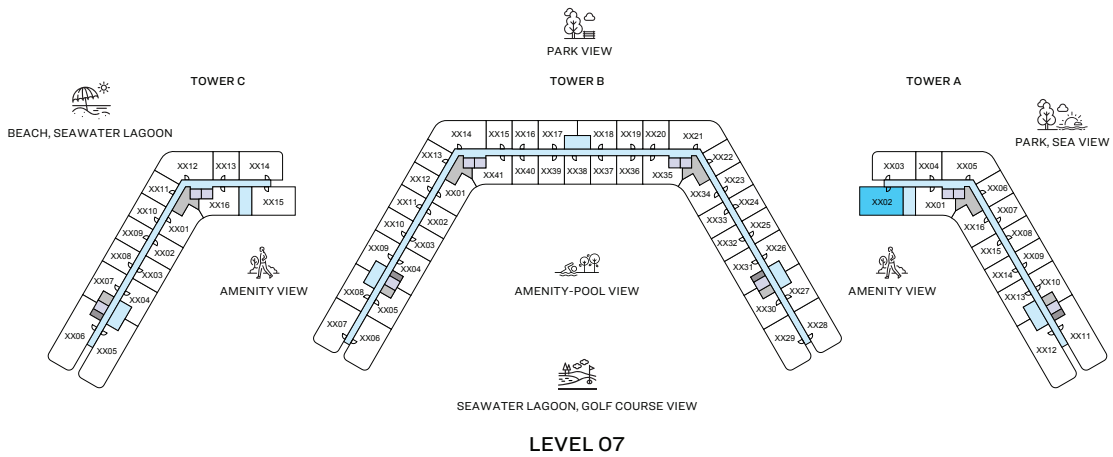 PARK VIEW
TOWER C
TOWER B
TOWER A
BEACH, SEAWATER LAGOON
PARK, SEA VIEW
XX12 XX13 XX14
XX11
XX10
XX09
XX08
XX07
XX06
XX05
XX04
XX03
XX02
XX01
XX16
XX15
XX14 XX15 XX16 XX17 XX18 XX19 XX20 XX21
XX13
XX12
XX11
XX10
XX09
XX08
XX07
XX06
XX05
XX04
XX03
XX02
XX01
XX41 XX40 XX39 XX38 XX37 XX36 XX35
XX34
XX33
XX32
XX31
XX30
XX29
XX22
XX23
XX24
XX25
XX26
XX27
XX28
XX03 XX04 XX05
XX02
XX01
XX06
XX07
XX08
XX09
XX10
XX11
XX12
XX13
XX14
XX15
XX16
AMENITY VIEW
AMENITY-POOL VIEW
AMENITY VIEW
SEAWATER LAGOON, GOLF COURSE VIEW
LEVEL 07